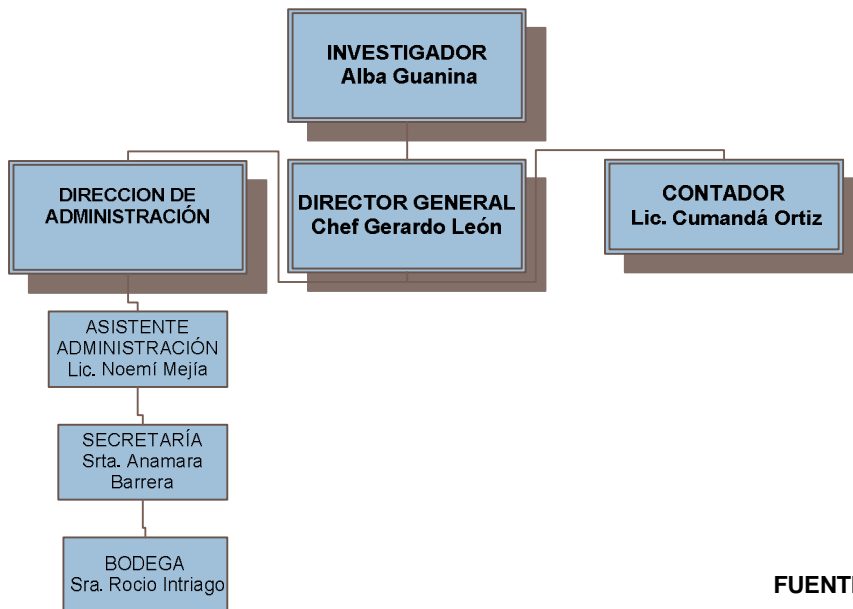 INVESTIGADOR
Alba Guanina
DIRECCION DE
ADMINISTRACIÓN
DIRECTOR GENERAL
Chef Gerardo León
CONTADOR
Lic. Cumandá Ortiz
ASISTENTE
ADMINISTRACIÓN
Lic. Noemí Mejía
SECRETARÍA
Srta. Anamara
Barrera
BODEGA
Sra. Rocio Intriago